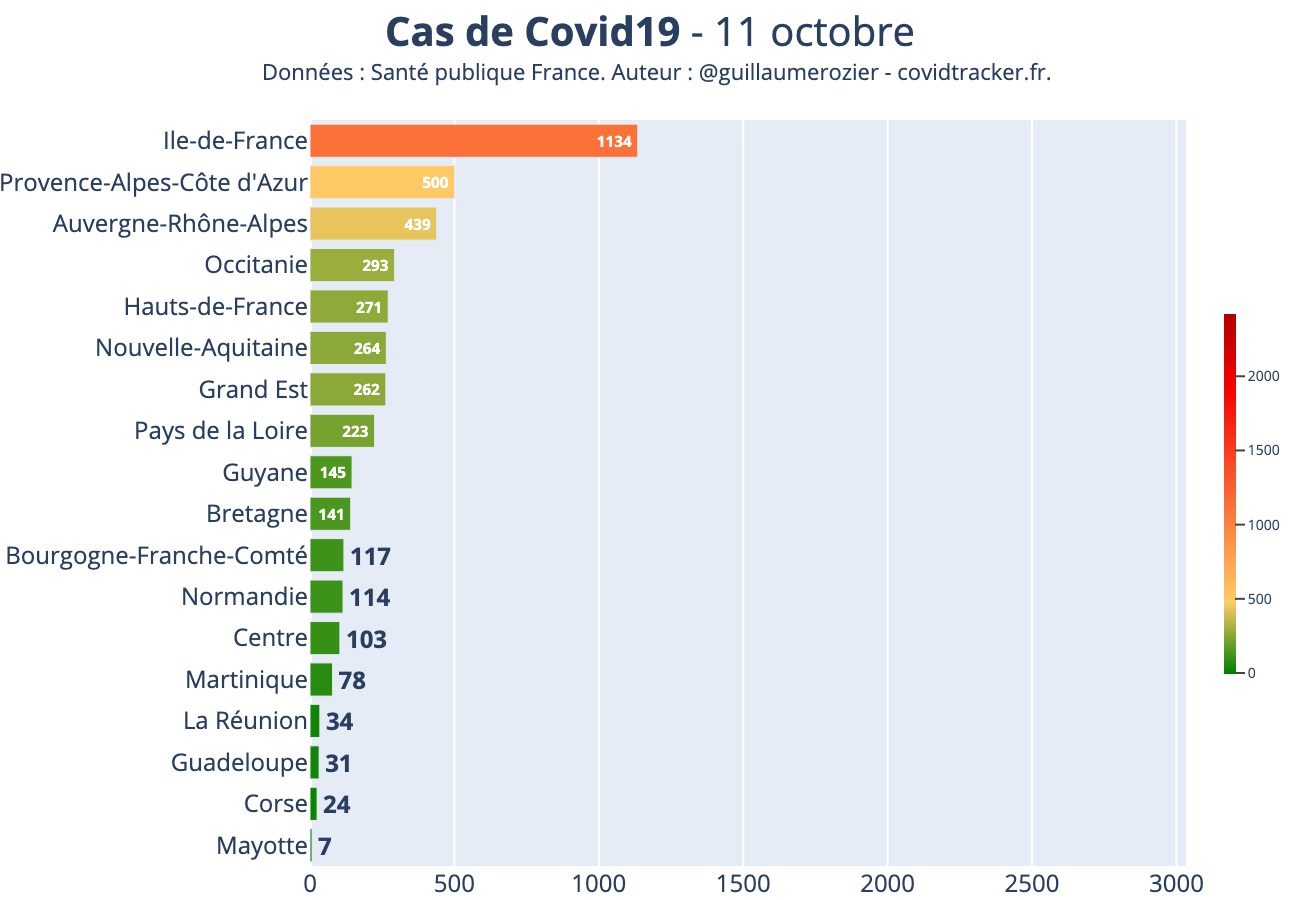 Cas de Covid19 - 11 octobre
Données : Santé publique France. Auteur : @guillaumerozier - covidtracker.fr.
Ile-de-France 1134
Provence-Alpes-Côte d'Azur 500
Auvergne-Rhône-Alpes 439
Occitanie 293
Hauts-de-France 271
Nouvelle-Aquitaine 264
Grand Est 262
Pays de la Loire 223
Guyane 145
Bretagne 141
Bourgogne-Franche-Comté 117
Normandie 114
Centre 103
Martinique 78
La Réunion 34
Guadeloupe 31
Corse 24
Mayotte 7
0 500 1000 1500 2000 2500 3000
2000
1500
1000
500
0